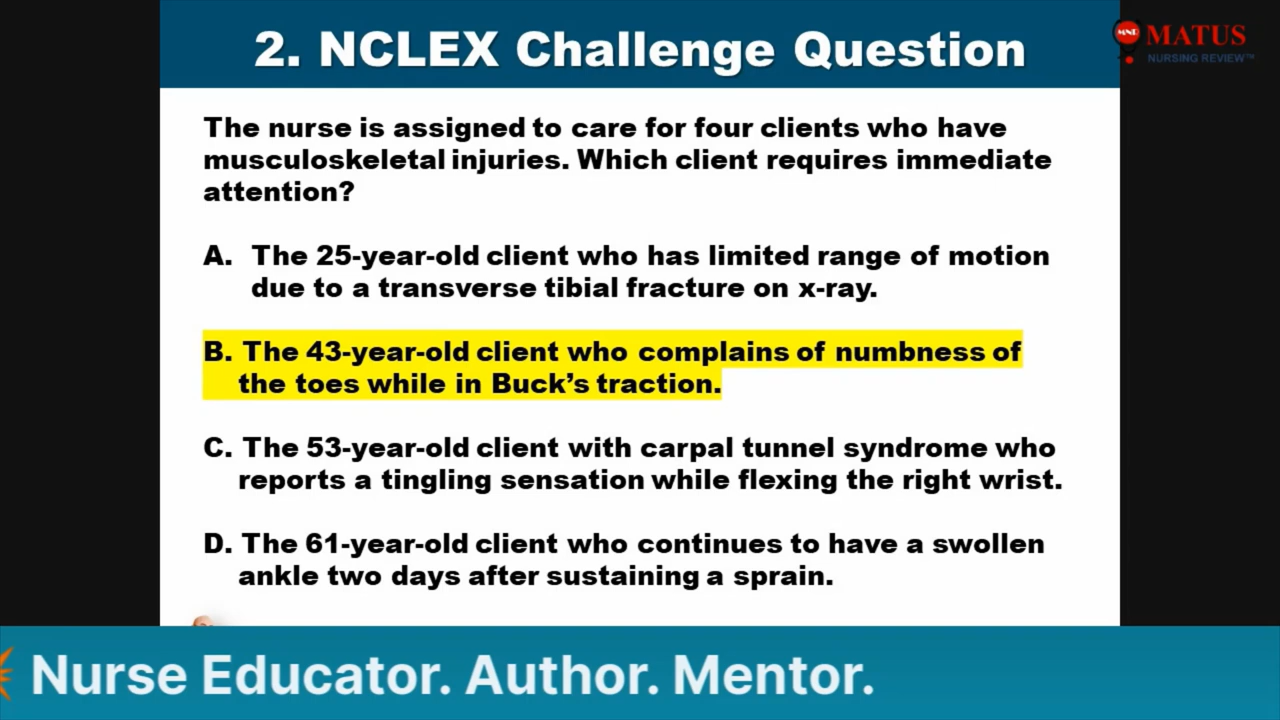 2. NCLEX Challenge Question
MNR
MATUS
NURSING REVIEW™
The nurse is assigned to care for four clients who have
musculoskeletal injuries. Which client requires immediate
attention?
A. The 25-year-old client who has limited range of motion
due to a transverse tibial fracture on x-ray.
B. The 43-year-old client who complains of numbness of
the toes while in Buck’s traction.
C. The 53-year-old client with carpal tunnel syndrome who
reports a tingling sensation while flexing the right wrist.
D. The 61-year-old client who continues to have a swollen
ankle two days after sustaining a sprain.
Nurse Educator. Author. Mentor.